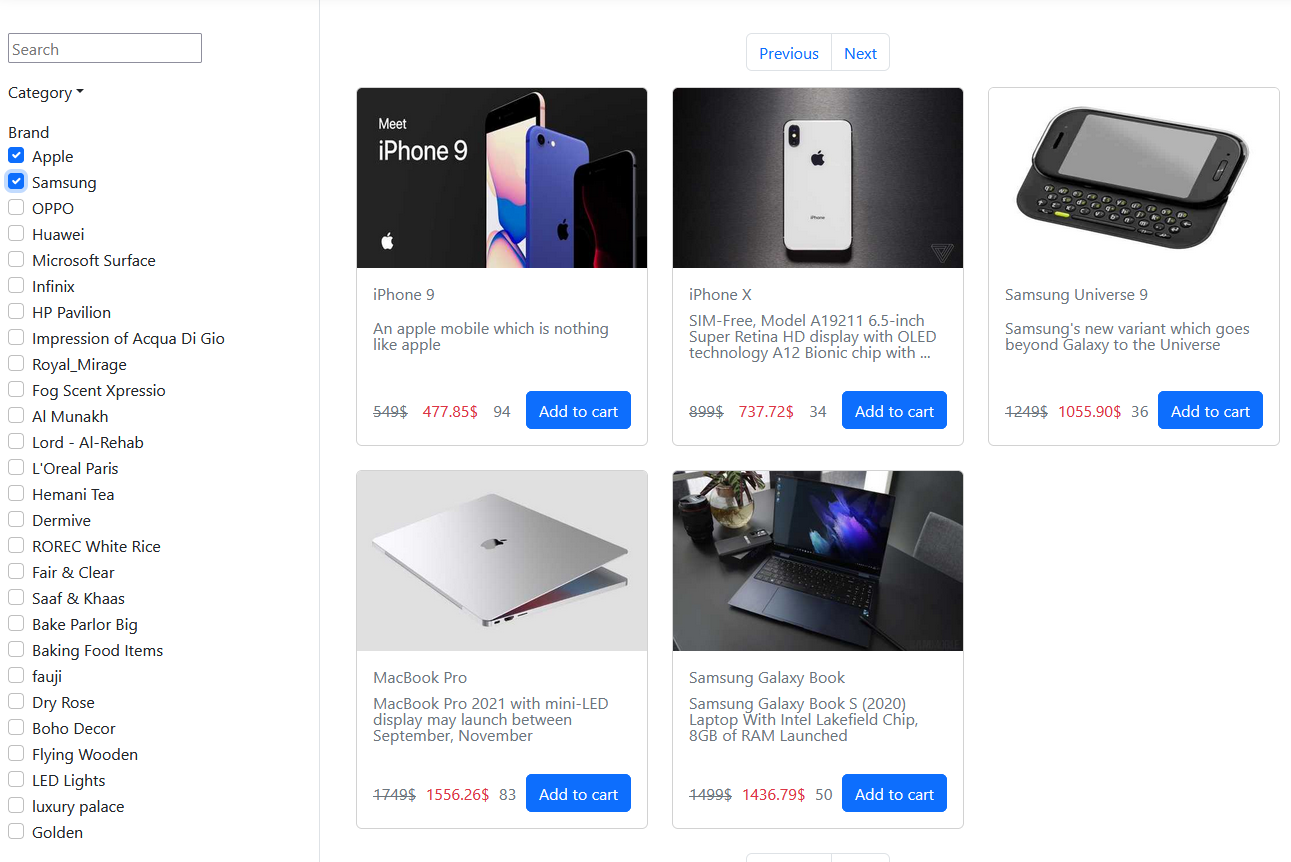 Search
Category
Brand
Apple
Samsung
OPPO
Huawei
Microsoft Surface
Infinix
HP Pavilion
Impression of Acqua Di Gio
Royal_Mirage
Fog Scent Xpressio
Al Munakh
Lord - Al-Rehab
L'Oreal Paris
Hemani Tea
Dermive
ROREC White Rice
Fair & Clear
Saaf & Khaas
Bake Parlor Big
Baking Food Items
fauji
Dry Rose
Boho Decor
Flying Wooden
LED Lights
luxury palace
Golden
Previous Next
Meet
iPhone 9
iPhone 9
An apple mobile which is nothing
like apple
549$ 477.85$ 94 Add to cart
iPhone
iPhone X
SIM-Free, Model A19211 6.5-inch
Super Retina HD display with OLED
technology A12 Bionic chip with ...
899$ 737.72$ 34 Add to cart
Samsung Universe 9
Samsung's new variant which goes
beyond Galaxy to the Universe
1249$ 1055.90$ 36 Add to cart
MacBook Pro
MacBook Pro 2021 with mini-LED
display may launch between
September, November
1749$ 1556.26$ 83 Add to cart
Samsung Galaxy Book
Samsung Galaxy Book S (2020)
Laptop With Intel Lakefield Chip,
8GB of RAM Launched
1499$ 1436.79$ 50 Add to cart